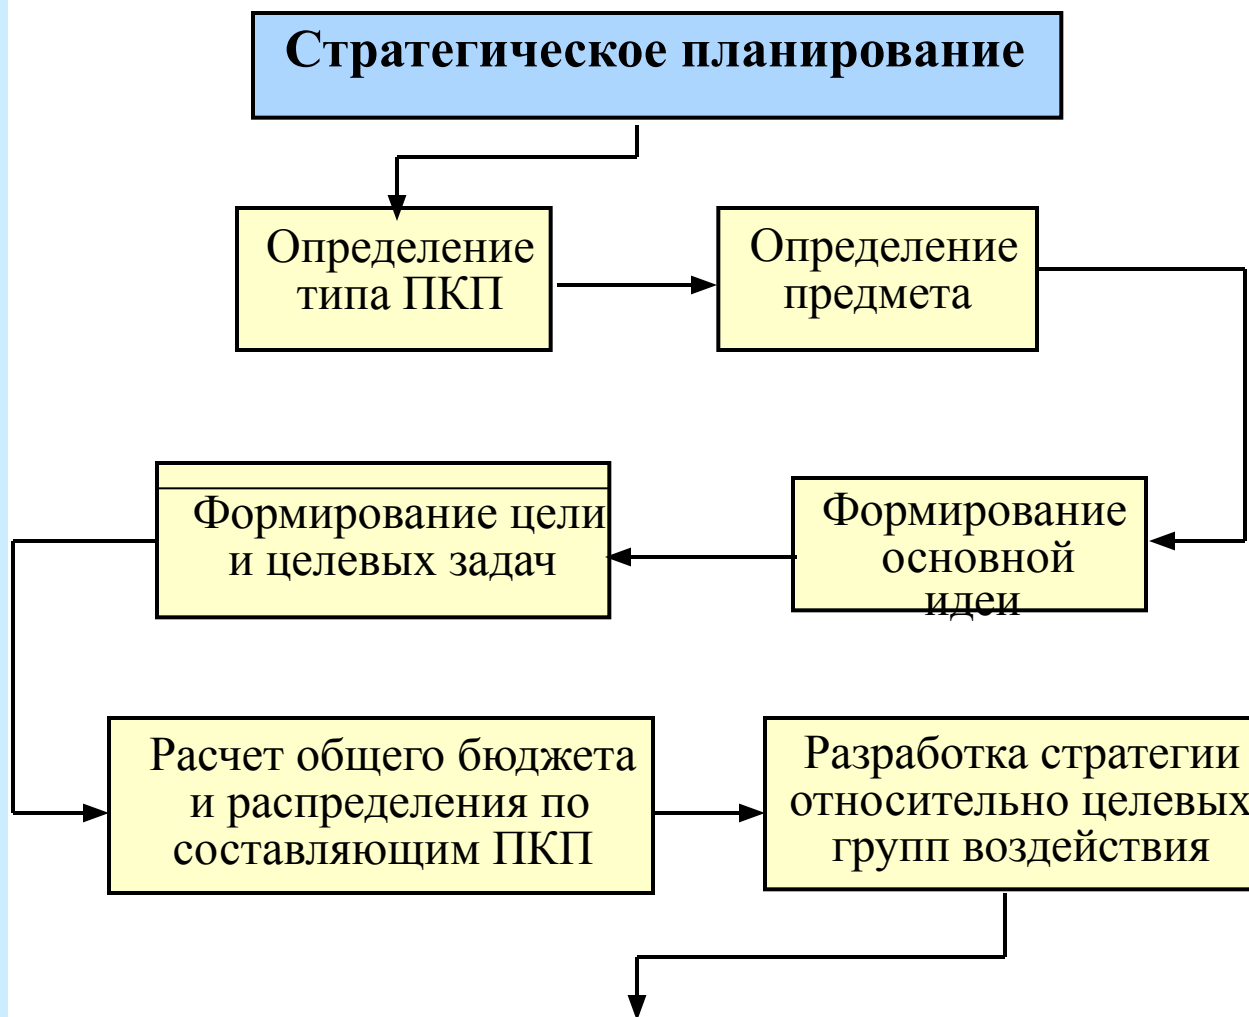 Стратегическое планирование
Определение
типа ПКП
Определение
предмета
Формирование
основной
идеи
Формирование цели
и целевых задач
Расчет общего бюджета
и распределения по
составляющим ПКП
Разработка стратегии
относительно целевых
групп воздействия